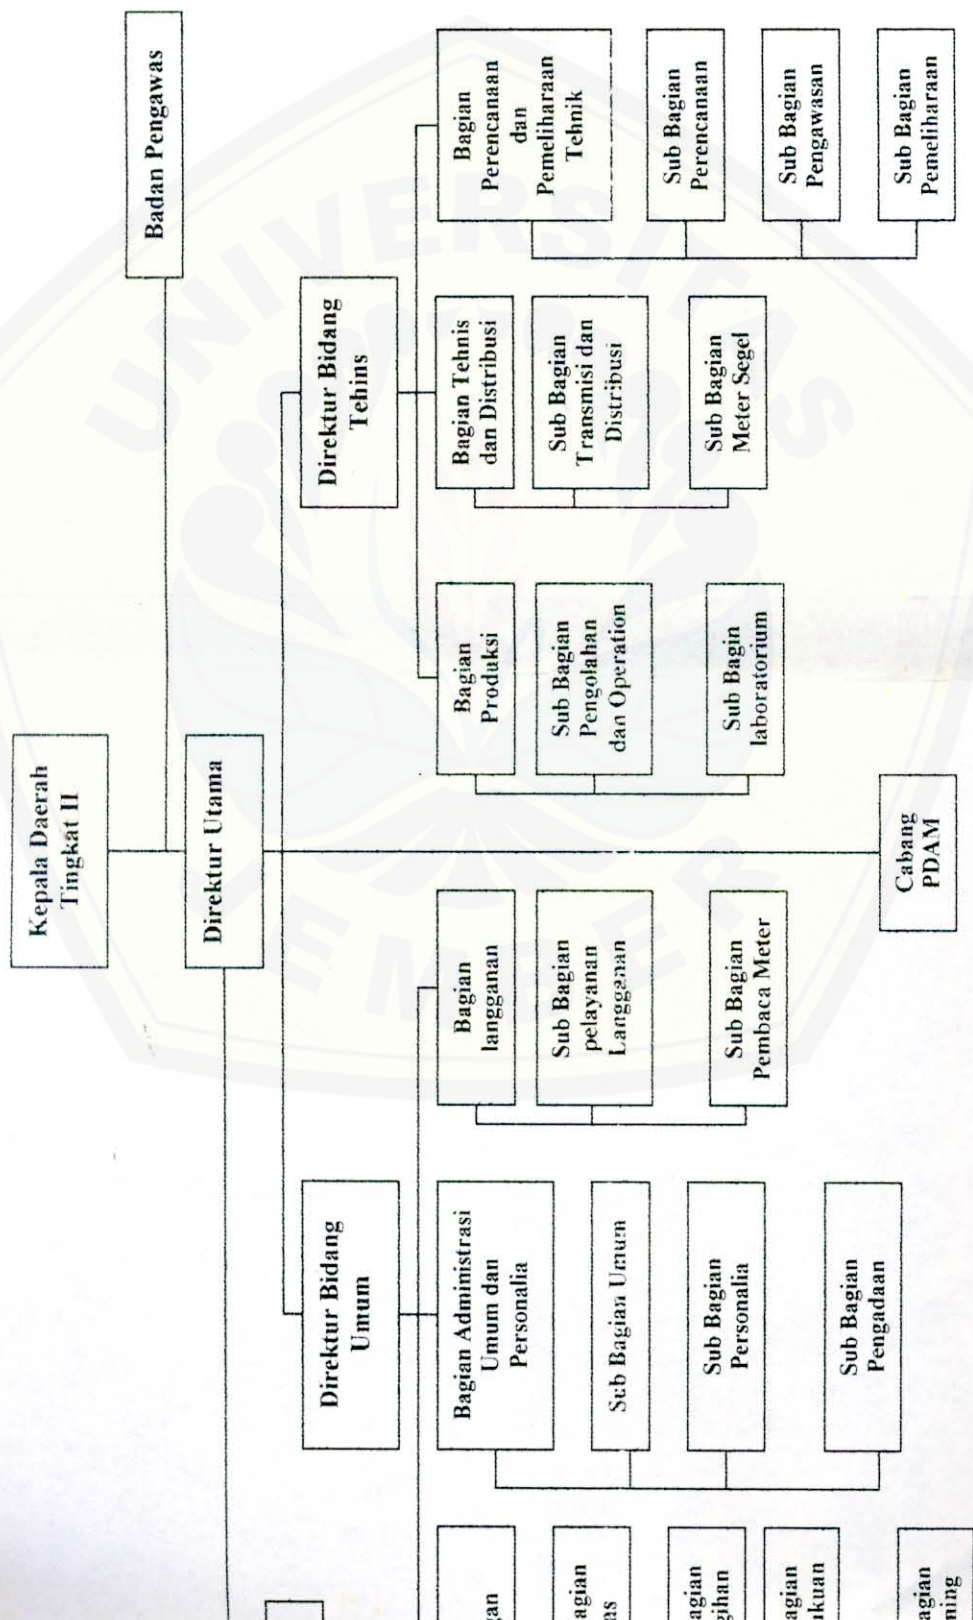 Kepala Daerah
Tingkat II
Badan Pengawas
Direktur Utama
Direktur Bidang
Umum
Direktur Bidang
Tehins
Bagian Administrasi
Umum dan
Personalia
Sub Bagian Umum
Sub Bagian
Personalia
Sub Bagian
Pengadaan
Bagian
langganan
Sub Bagian
pelayanan
Langganan
Sub Bagian
Pembaca Meter
Bagian
Produksi
Sub Bagian
Pengolahan
dan Operation
Sub Bagin
laboratorium
Bagian Tehnis
dan Distribusi
Sub Bagian
Transmisi dan
Distribusi
Sub Bagian
Meter Segel
Bagian
Perencanaan
dan
Pemeliharaan
Tehnik
Sub Bagian
Perencanaan
Sub Bagian
Pengawasan
Sub Bagian
Pemeliharaan
Cabang
PDAM
UNIVERSITAS
JEMBER